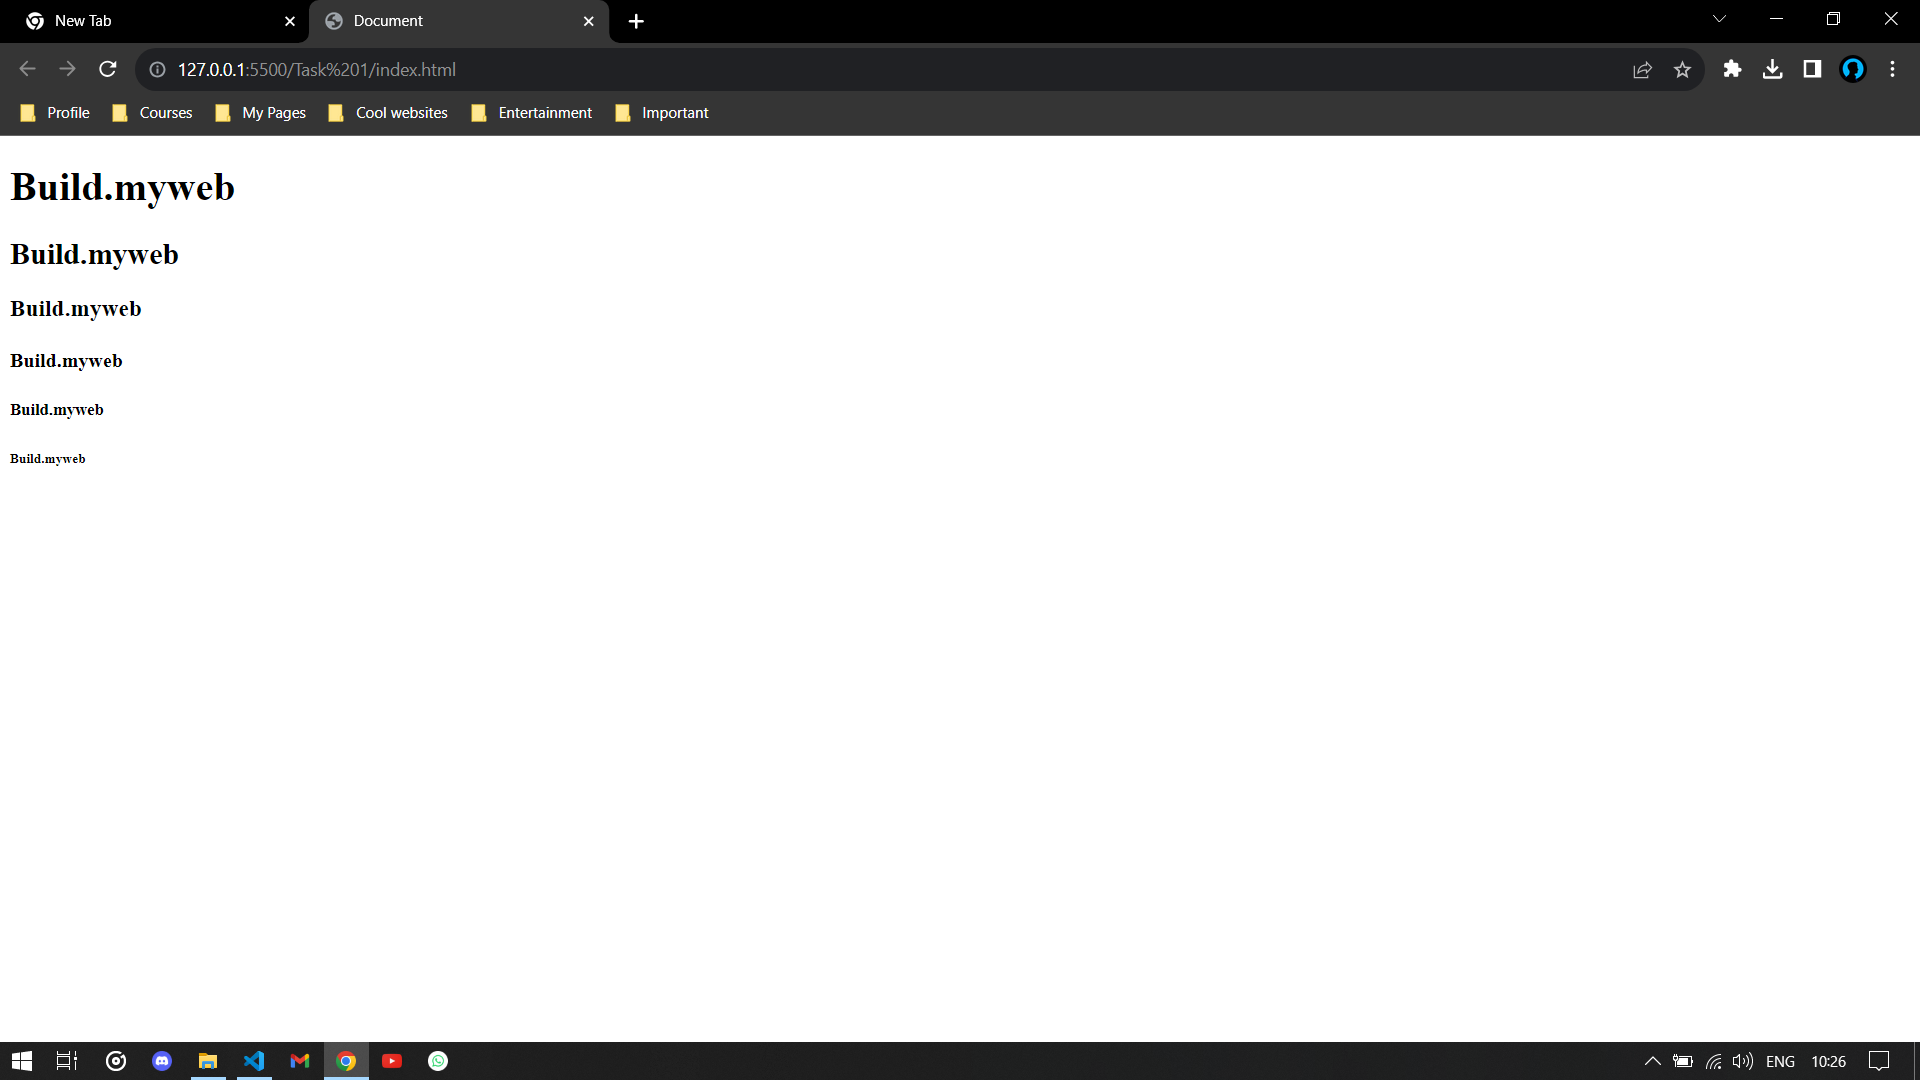 New Tab
Document
127.0.0.1:5500/Task%201/index.html
Profile
Courses
My Pages
Cool websites
Entertainment
Important
Build.myweb
Build.myweb
Build.myweb
Build.myweb
Build.myweb
Build.myweb
ENG
10:26